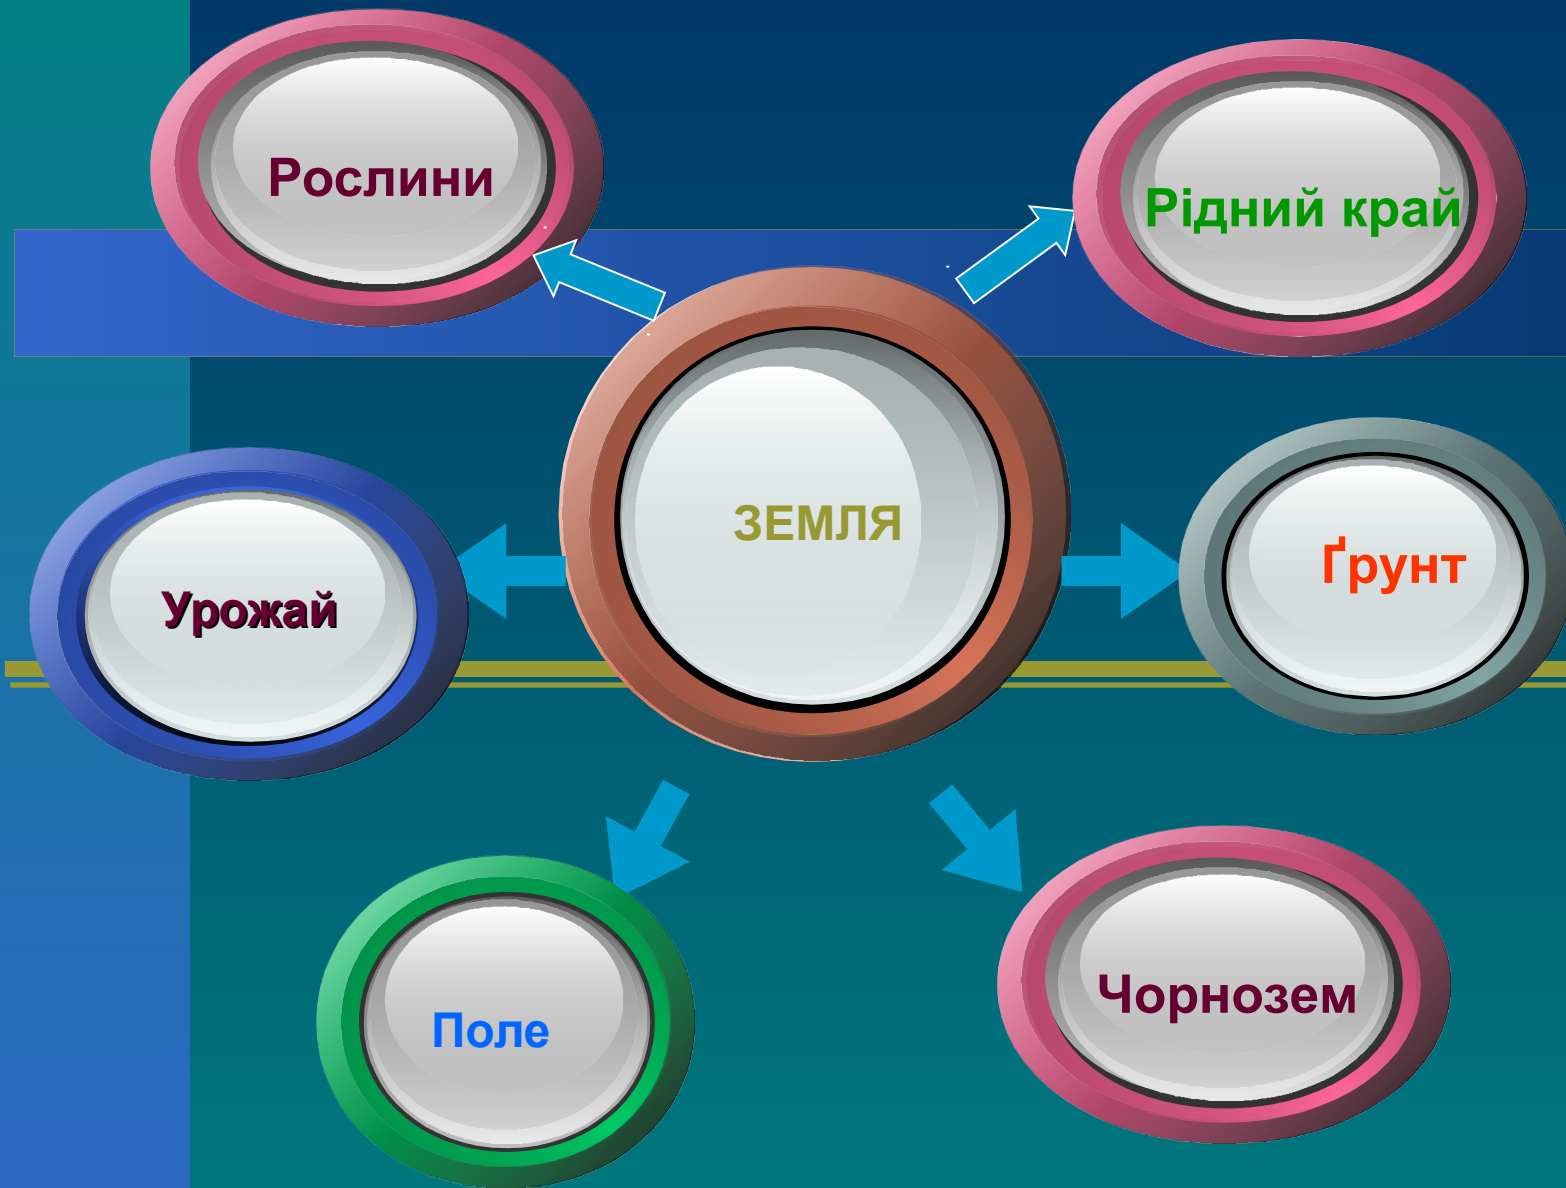 Рослини
Рідний край
ЗЕМЛЯ
Ґрунт
Урожай
Чорнозем
Поле